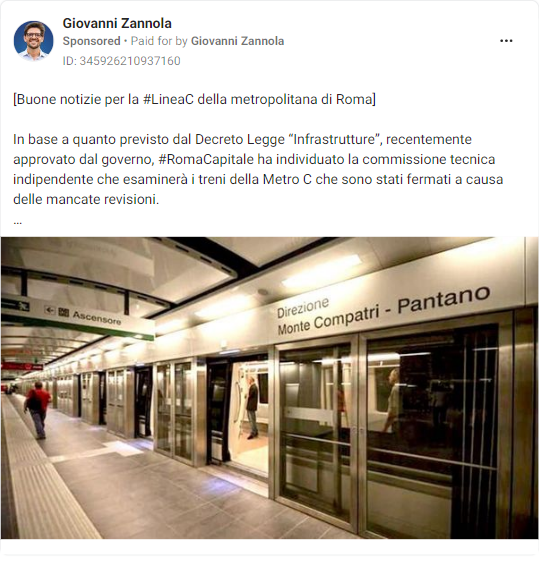 Giovanni Zannola
Sponsored • Paid for by Giovanni Zannola
ID: 345926210937160
[Buone notizie per la #LineaC della metropolitana di Roma]
In base a quanto previsto dal Decreto Legge “Infrastrutture”, recentemente
approvato dal governo, #RomaCapitale ha individuato la commissione tecnica
indipendente che esaminerà i treni della Metro C che sono stati fermati a causa
delle mancate revisioni.
...
Ascensore
Direzione
Monte Compatri - Pantano